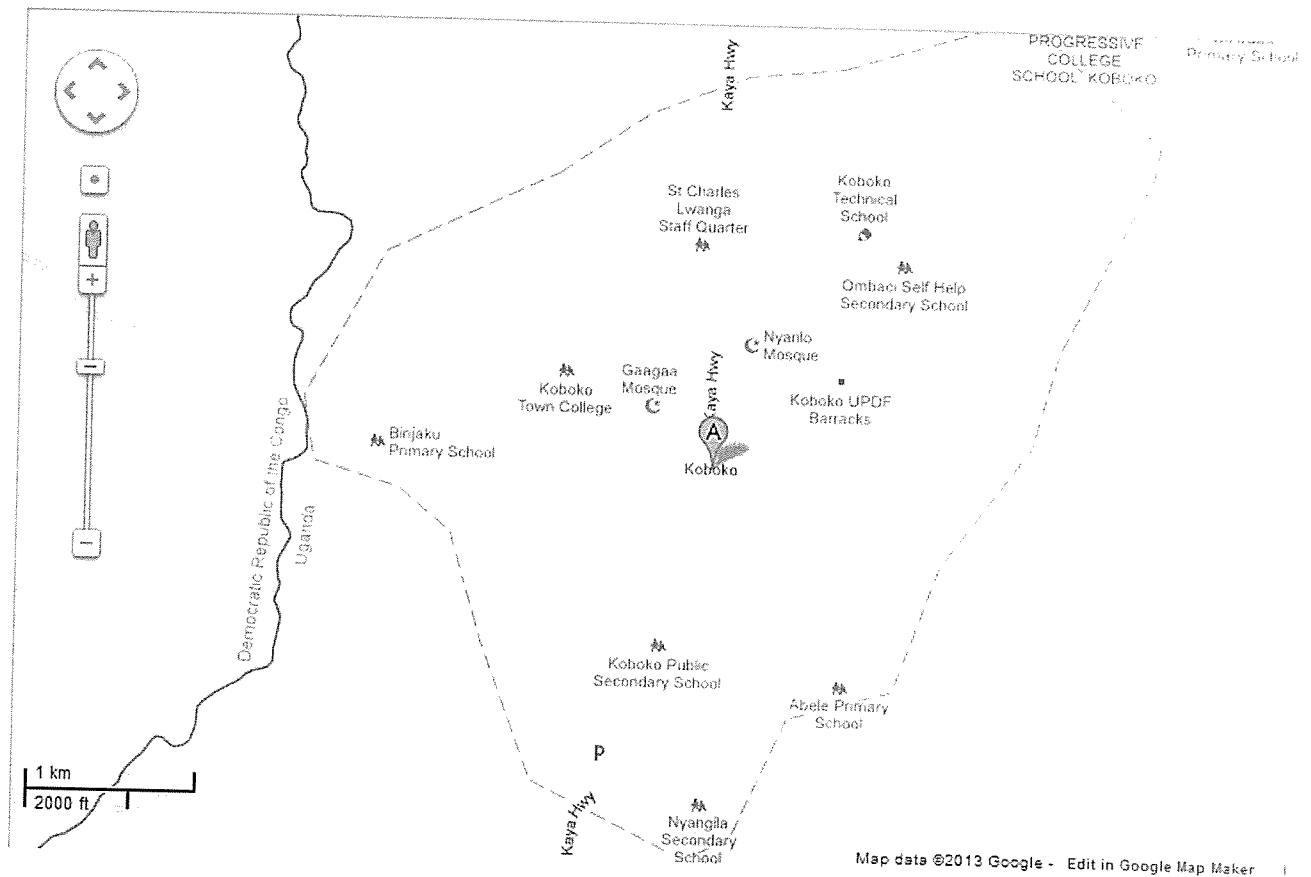 PROGRESSIVE
COLLEGE
SCHOOL KOBOKO
Primary School
Kaya Hwy
St Charles
Lwanga
Staff Quarter
Koboko
Technical
School
Ombaci Self Help
Secondary School
Nyarilo
Mosque
Kaya Hwy
Gaagaa
Mosque
Koboko
Town College
Koboko UPDF
Barracks
Binjaku
Primary School
A
Koboko
Democratic Republic of the Congo
Uganda
Koboko Public
Secondary School
Abele Primary
School
P
1 km
2000 ft
Kaya Hwy
Nyangila
Secondary
School
Map data ©2013 Google - Edit in Google Map Maker